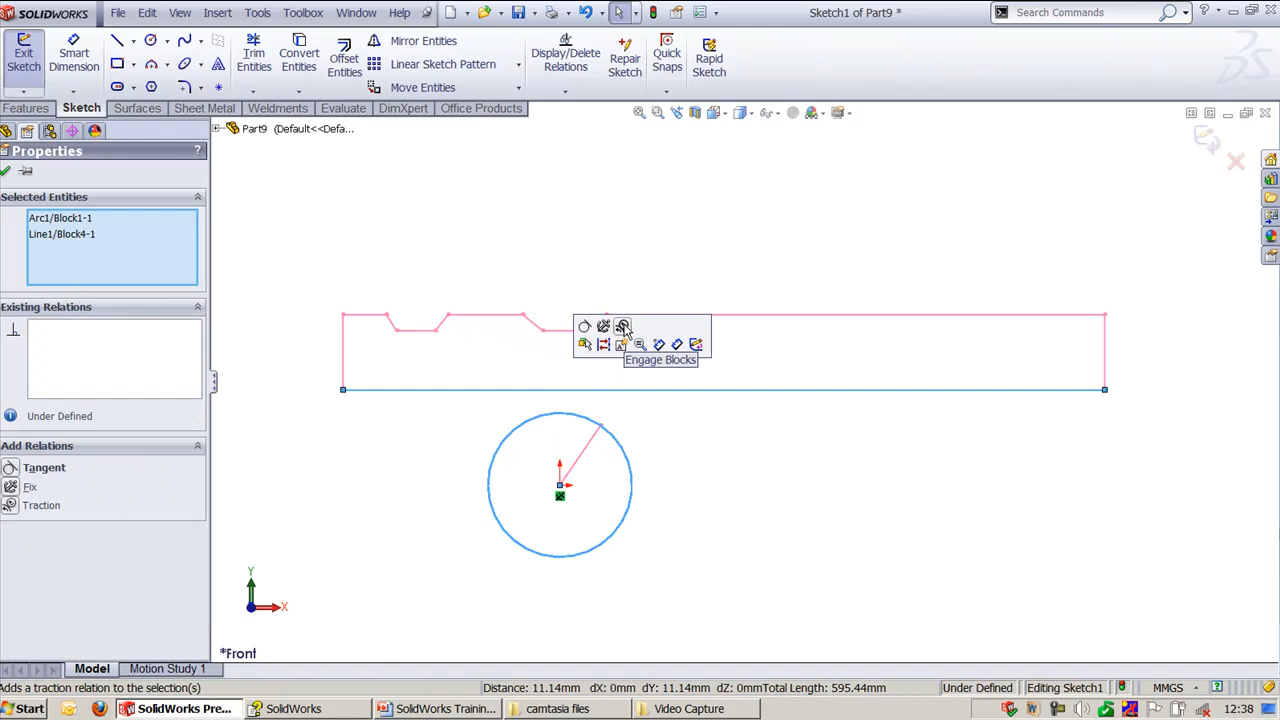 SOLIDWORKS File Edit View Insert Tools Toolbox Window Help Sketch1 of Part9 * Search Commands
Exit Sketch
Smart Dimension
Trim Entities
Convert Entities
Offset Entities
Mirror Entities
Linear Sketch Pattern
Move Entities
Display/Delete Relations
Repair Sketch
Quick Snaps
Rapid Sketch
Features Sketch Surfaces Sheet Metal Weldments Evaluate DimXpert Office Products
Part9 (Default<<Defa...
Properties ?
Selected Entities
Arc1/Block1-1
Line1/Block4-1
Existing Relations
Under Defined
Add Relations
Tangent
Fix
Traction
Engage Blocks
Y
X
*Front
Model Motion Study 1
Adds a traction relation to the selection(s) Distance: 11.14mm dX: 0mm dY: 11.14mm dZ: 0mmTotal Length: 595.44mm Under Defined Editing Sketch1 MMGS
Start SolidWorks Pre... SolidWorks SolidWorks Trainin... camtasia files Video Capture 12:38